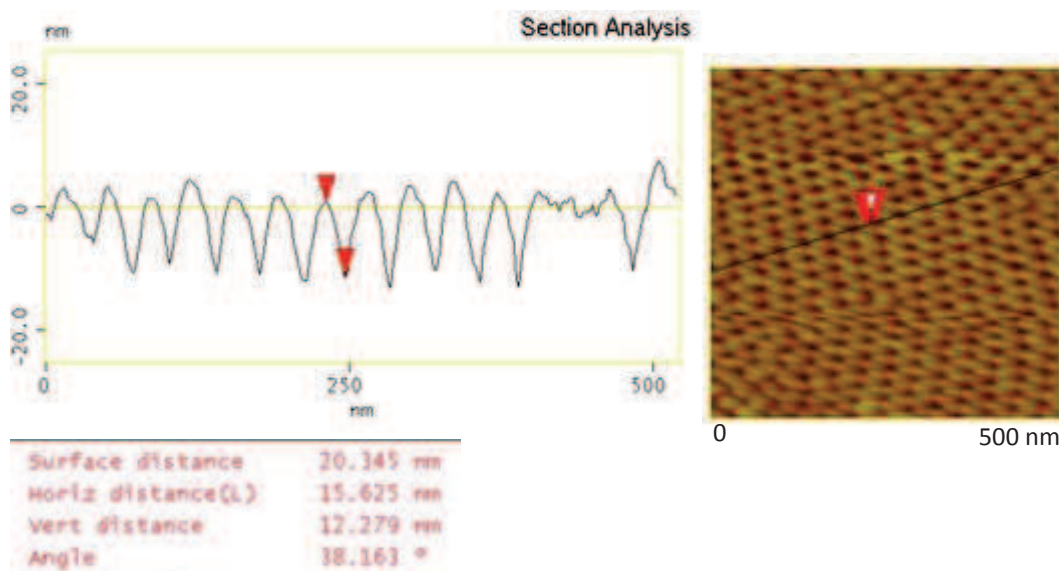 Section Analysis
nm
20.0
0
-20.0
0 250 500
nm
0 500 nm
Surface distance 20.345 nm
Horiz distance(L) 15.625 nm
Vert distance 12.279 nm
Angle 38.163 °